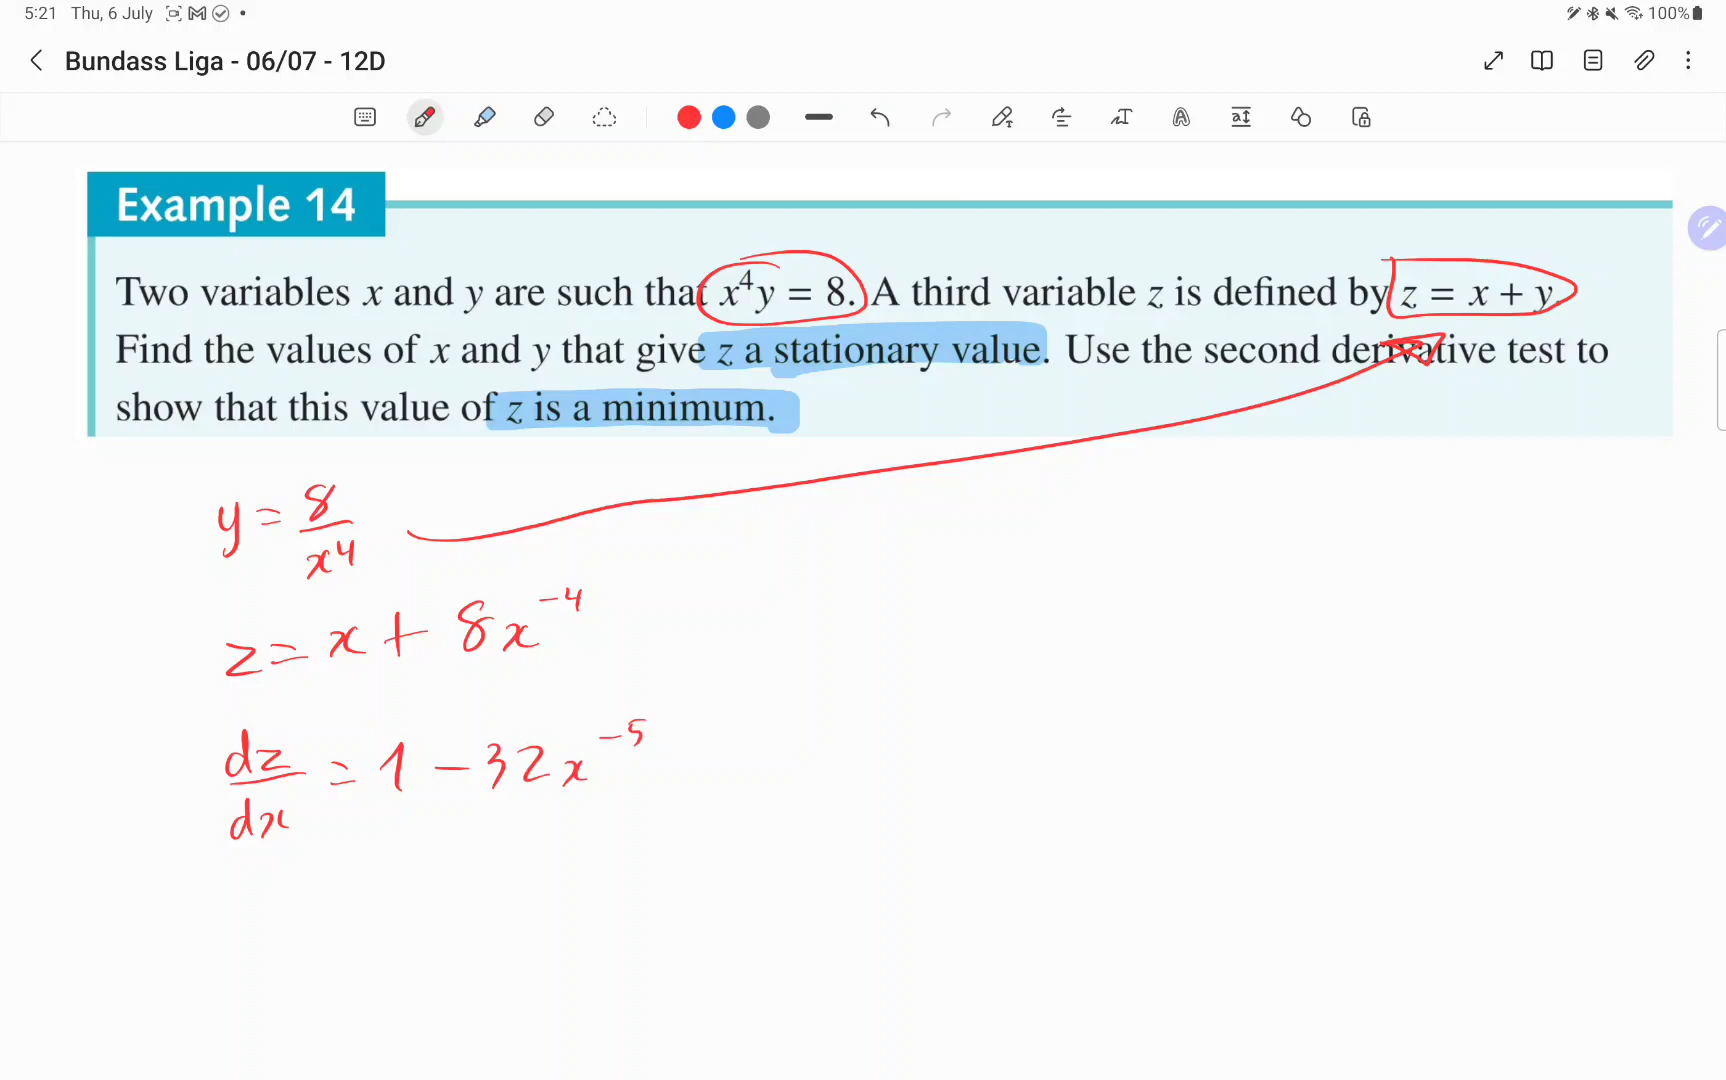 5:21 Thu, 6 July 100%
Bundass Liga - 06/07 - 12D
Example 14
Two variables x and y are such that x⁴y = 8. A third variable z is defined by z = x + y.
Find the values of x and y that give z a stationary value. Use the second derivative test to
show that this value of z is a minimum.
y = 8/x⁴
z = x + 8x⁻⁴
dz/dx = 1 - 32x⁻⁵